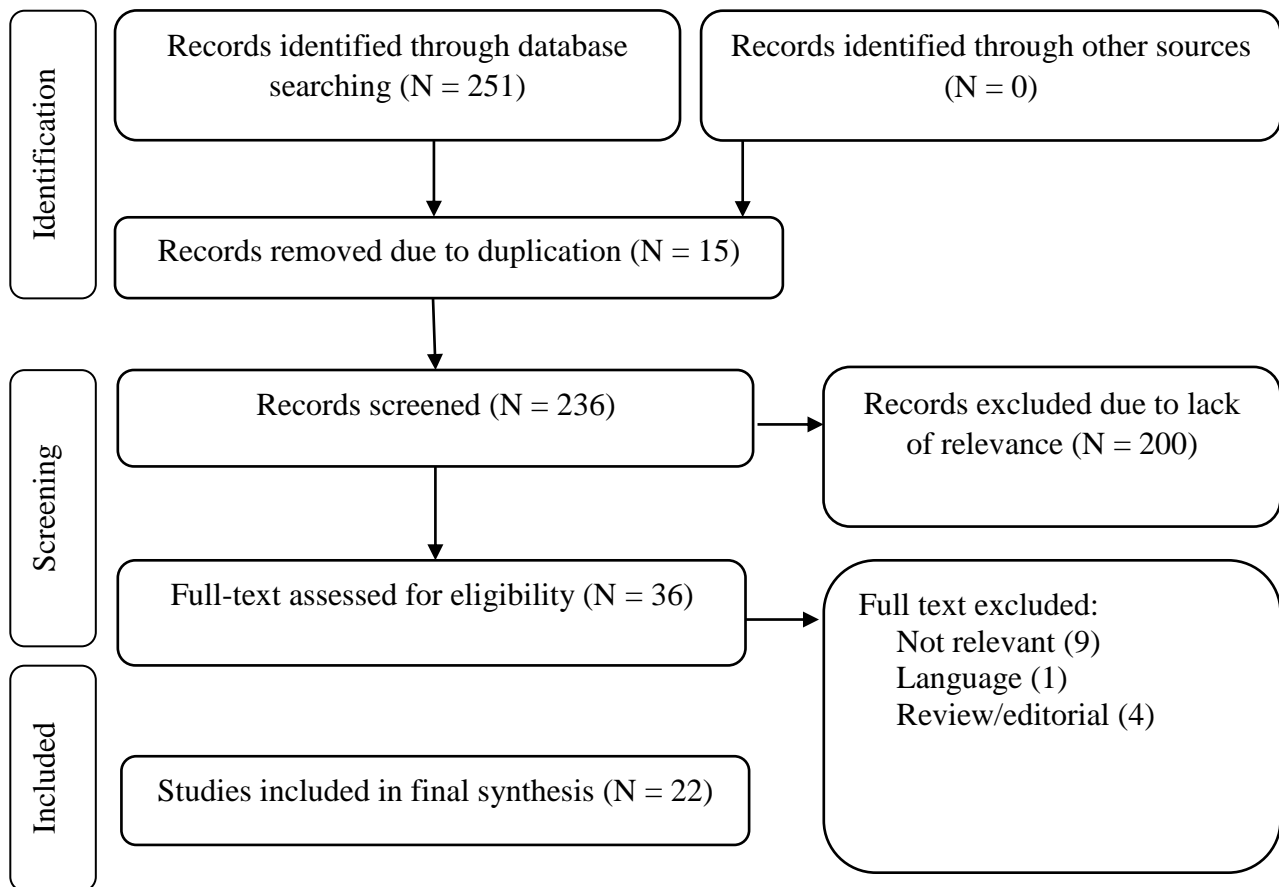 Identification
Records identified through database
searching (N = 251)
Records identified through other sources
(N = 0)
Records removed due to duplication (N = 15)
Screening
Records screened (N = 236)
Records excluded due to lack
of relevance (N = 200)
Full-text assessed for eligibility (N = 36)
Full text excluded:
Not relevant (9)
Language (1)
Review/editorial (4)
Included
Studies included in final synthesis (N = 22)